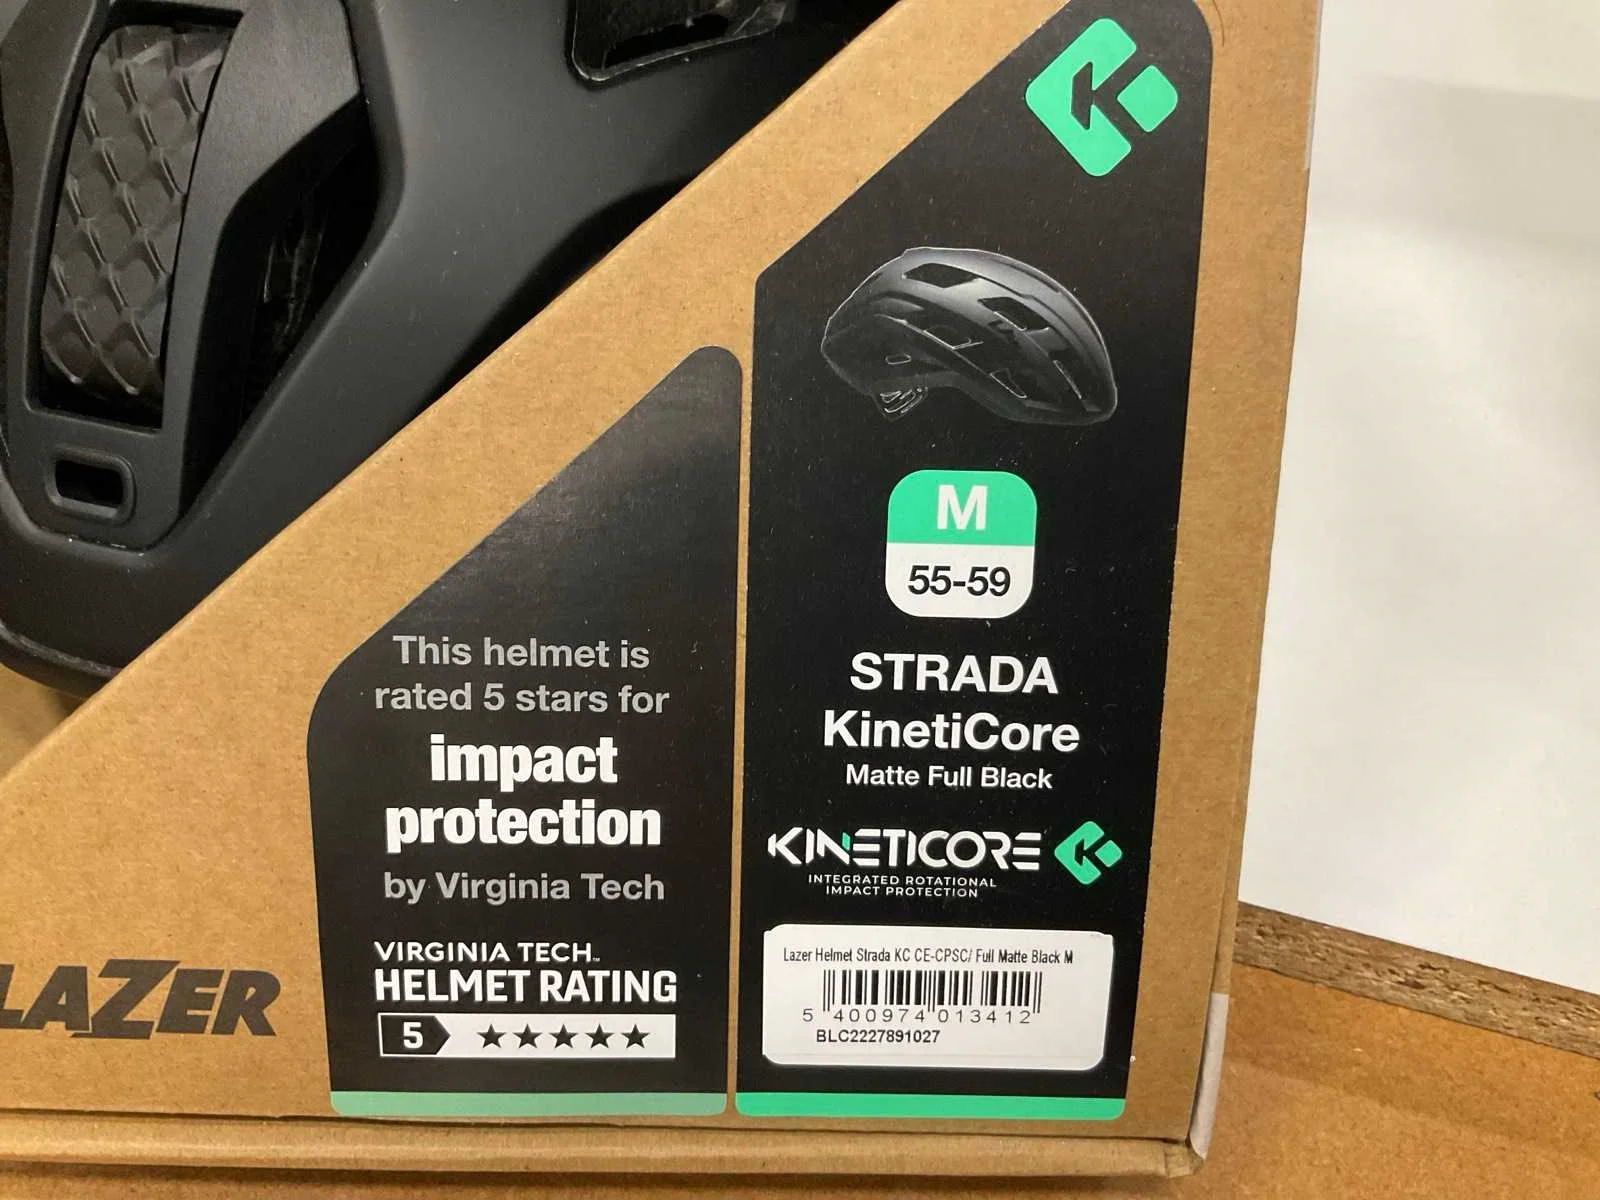 M
55-59
STRADA
KinetiCore
Matte Full Black
KINETICORE
INTEGRATED ROTATIONAL
IMPACT PROTECTION
Lazer Helmet Strada KC CE-CPSC/ Full Matte Black M
5 400974 013412
BLC2227891027
This helmet is
rated 5 stars for
impact
protection
by Virginia Tech
VIRGINIA TECH™
HELMET RATING
5 ★★★★★
LAZER